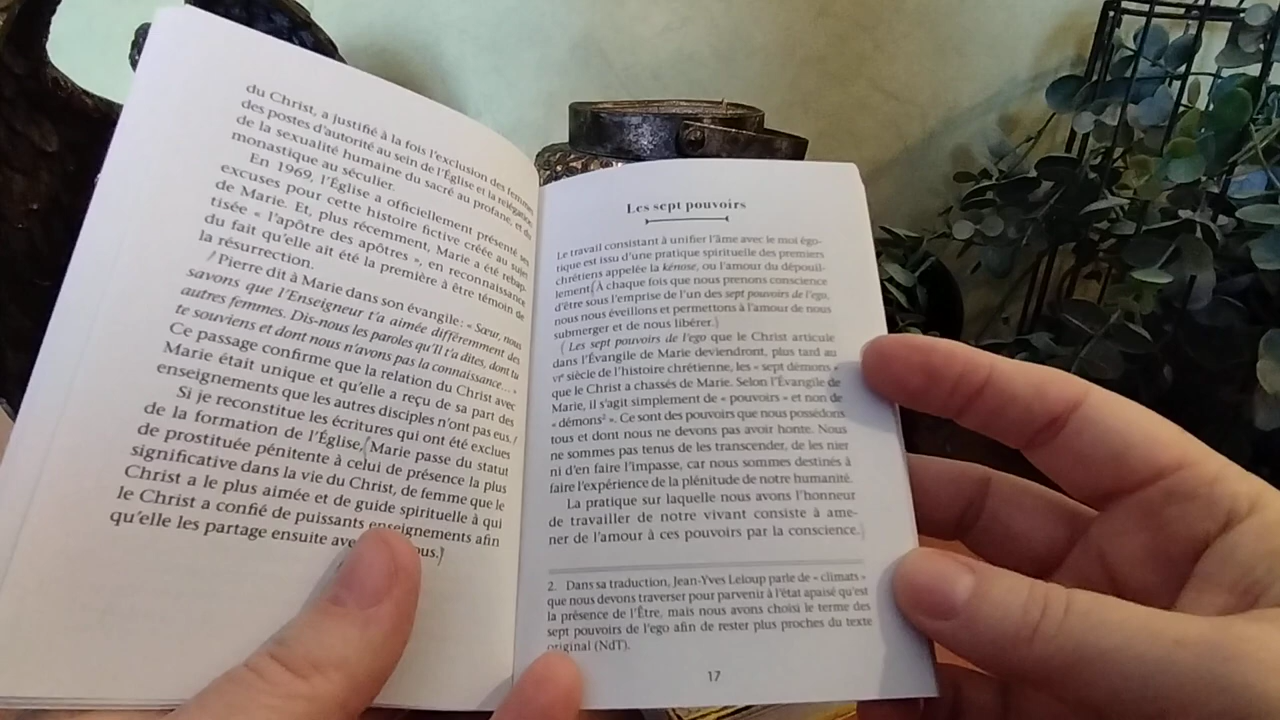 du Christ, a justifié à la fois l'exclusion des femmes
des postes d'autorité au sein de l'Église et la relégation
de la sexualité humaine du sacré au profane, et du
monastique au séculier.
En 1969, l'Église a officiellement présenté ses
excuses pour cette histoire fictive créée au sujet
de Marie. Et, plus récemment, Marie a été rebap-
tisée « l'apôtre des apôtres », en reconnaissance
du fait qu'elle ait été la première à être témoin de
la résurrection.
Pierre dit à Marie dans son évangile : « Sœur, nous
savons que l'Enseigneur t'a aimée différemment des
autres femmes. Dis-nous les paroles qu'Il t'a dites, dont tu
te souviens et dont nous n'avons pas la connaissance... »
Ce passage confirme que la relation du Christ avec
Marie était unique et qu'elle a reçu de sa part des
enseignements que les autres disciples n'ont pas eus.
Si je reconstitue les écritures qui ont été exclues
de la formation de l'Église, Marie passe du statut
de prostituée pénitente à celui de présence la plus
significative dans la vie du Christ, de femme que le
Christ a le plus aimée et de guide spirituelle à qui
le Christ a confié de puissants enseignements afin
qu'elle les partage ensuite ous.
Les sept pouvoirs
Le travail consistant à unifier l'âme avec le moi égo-
tique est issu d'une pratique spirituelle des premiers
chrétiens appelée la kénose, ou l'amour du dépouil-
lement. À chaque fois que nous prenons conscience
d'être sous l'emprise de l'un des sept pouvoirs de l'ego,
nous nous éveillons et permettons à l'amour de nous
submerger et de nous libérer.
Les sept pouvoirs de l'ego que le Christ articule
dans l'Évangile de Marie deviendront, plus tard au
VIe siècle de l'histoire chrétienne, les « sept démons »
que le Christ a chassés de Marie. Selon l'Évangile de
Marie, il s'agit simplement de « pouvoirs » et non de
« démons² ». Ce sont des pouvoirs que nous possédons
tous et dont nous ne devons pas avoir honte. Nous
ne sommes pas tenus de les transcender, de les nier
ni d'en faire l'impasse, car nous sommes destinés à
faire l'expérience de la plénitude de notre humanité.
La pratique sur laquelle nous avons l'honneur
de travailler de notre vivant consiste à ame-
ner de l'amour à ces pouvoirs par la conscience.
2. Dans sa traduction, Jean-Yves Leloup parle de « climats »
que nous devons traverser pour parvenir à l'état apaisé qu'est
la présence de l'Être, mais nous avons choisi le terme des
sept pouvoirs de l'ego afin de rester plus proches du texte
original (NdT).
17